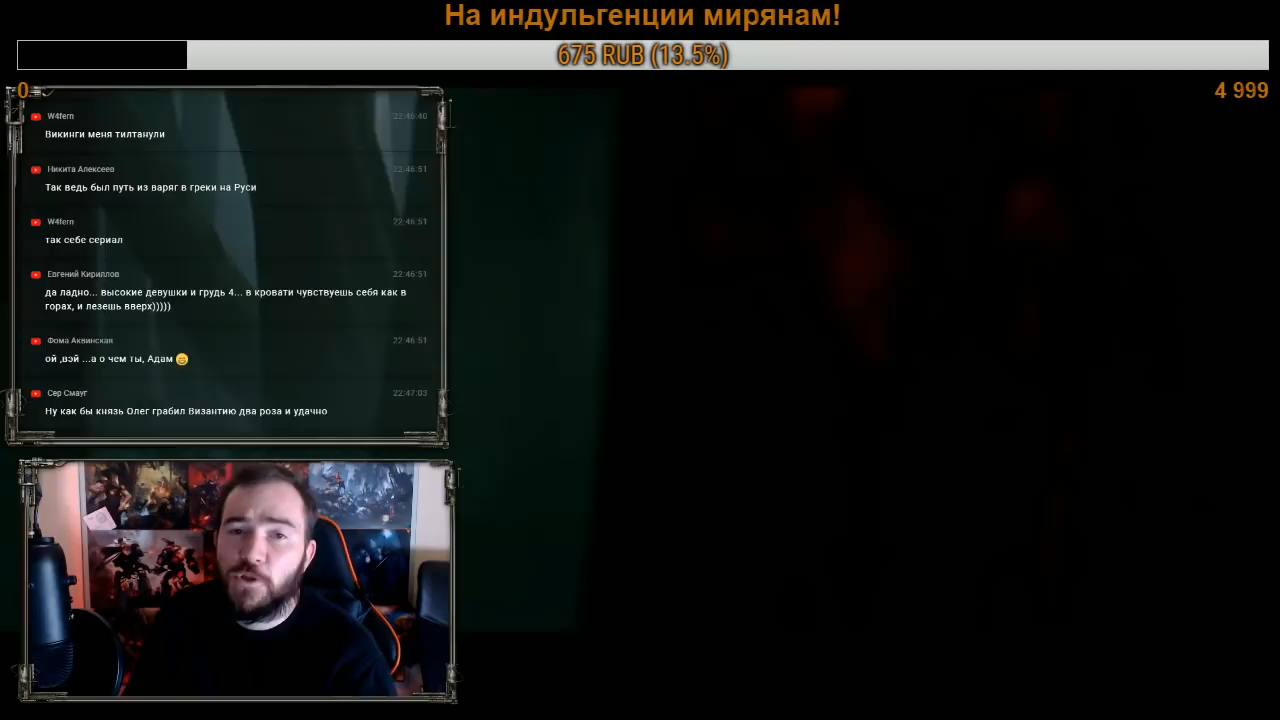 На индульгенции мирянам!
675 RUB (13.5%)
0
4 999
W4fern 22:46:40
Викинги меня тилтанули
Никита Алексеев 22:46:51
Так ведь был путь из варяг в греки на Руси
W4fern 22:46:51
так себе сериал
Евгений Кириллов 22:46:51
да ладно... высокие девушки и грудь 4... в кровати чувствуешь себя как в
горах, и лезешь вверх)))))
Фома Аквинская 22:46:51
ой ,вэй ...а о чем ты, Адам 😄
Сер Смауг 22:47:03
Ну как бы князь Олег грабил Византию два роза и удачно